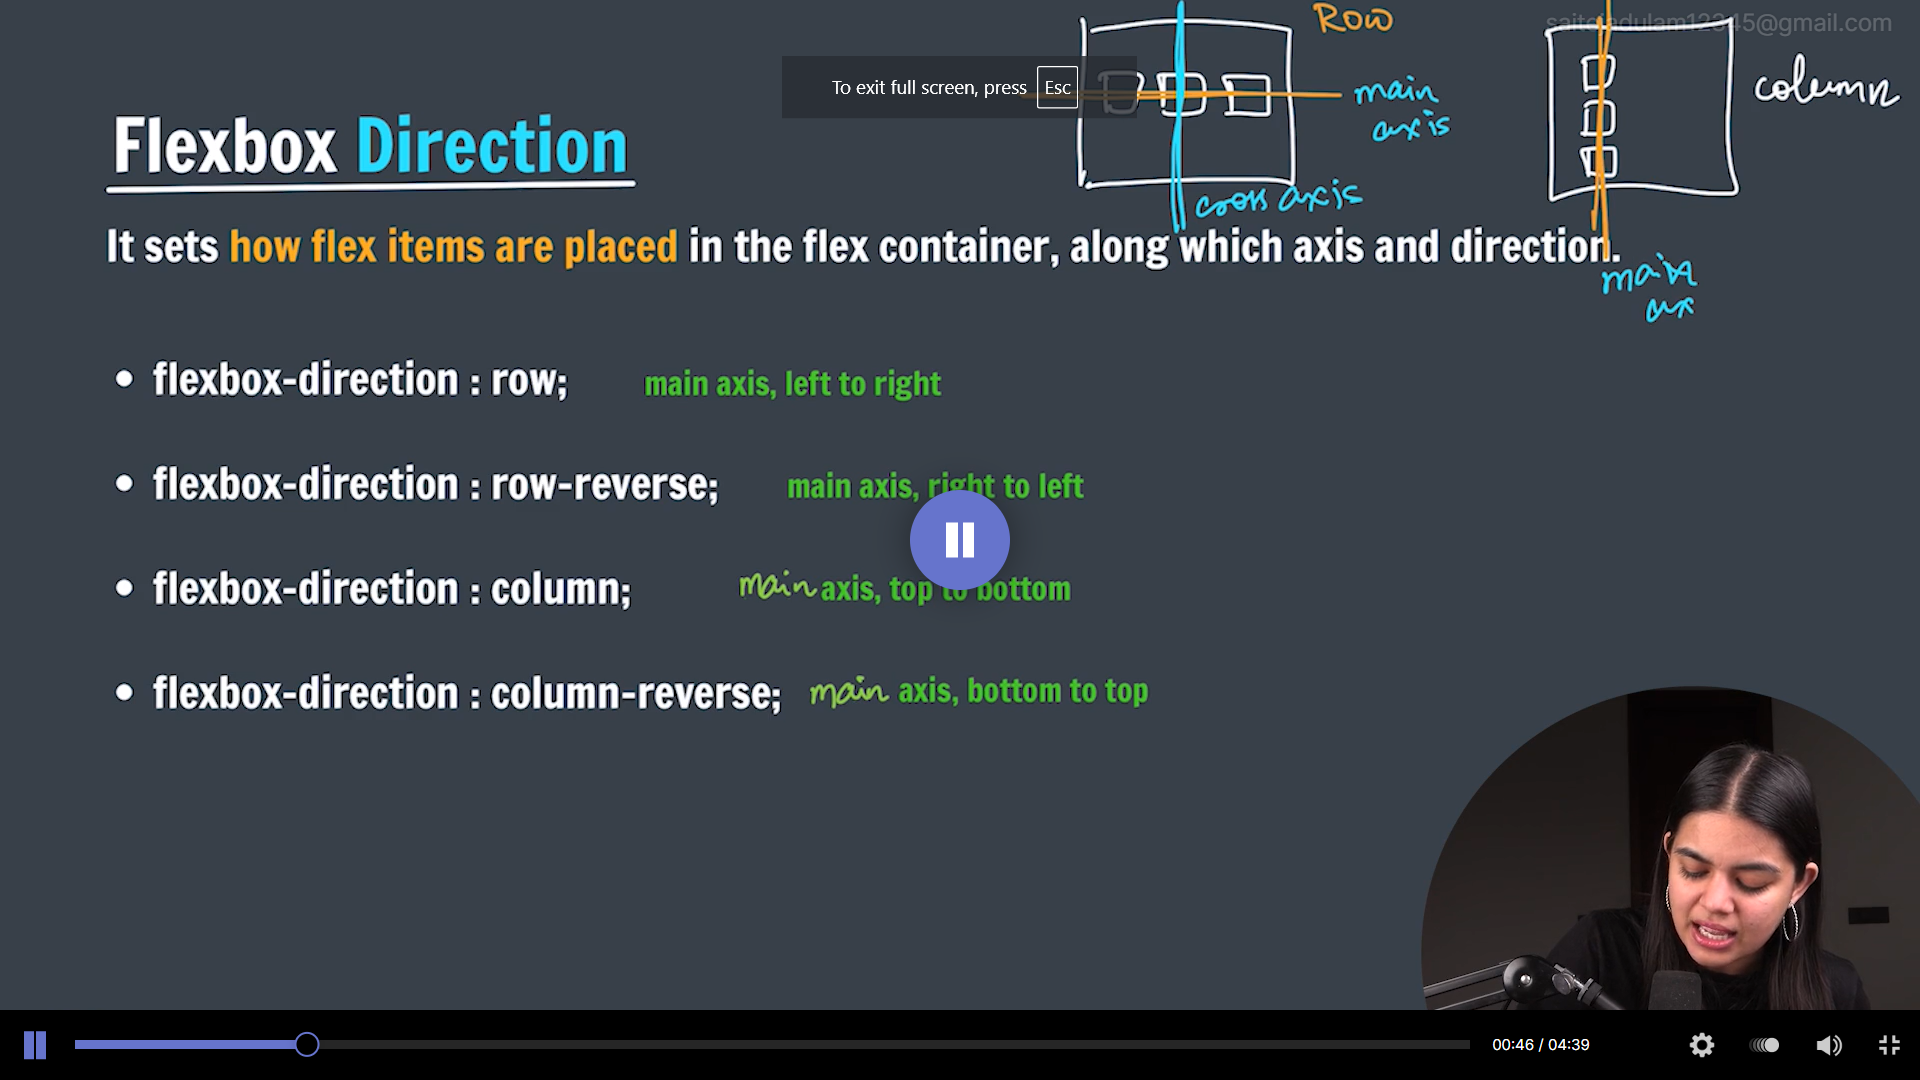 Row
saitejadulam12345@gmail.com
To exit full screen, press Esc
main
axis
column
Flexbox Direction
cross axis
It sets how flex items are placed in the flex container, along which axis and direction.
main
ax
• flexbox-direction : row; main axis, left to right
• flexbox-direction : row-reverse; main axis, right to left
• flexbox-direction : column; main axis, top to bottom
• flexbox-direction : column-reverse; main axis, bottom to top
00:46 / 04:39